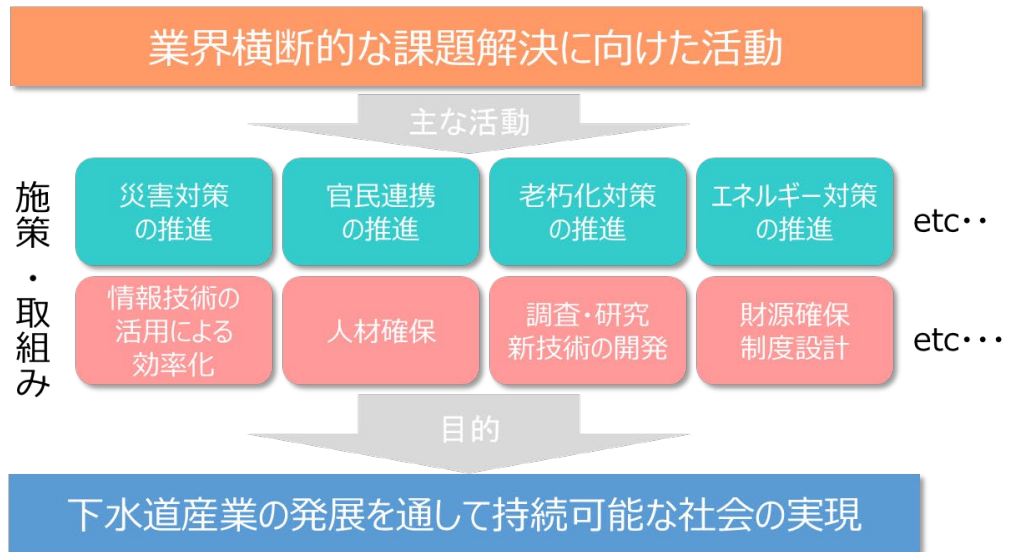 業界横断的な課題解決に向けた活動
主な活動
施策・取組み
災害対策
の推進
官民連携
の推進
老朽化対策
の推進
エネルギー対策
の推進
etc・・
情報技術の
活用による
効率化
人材確保
調査・研究
新技術の開発
財源確保
制度設計
etc・・・
目的
下水道産業の発展を通して持続可能な社会の実現